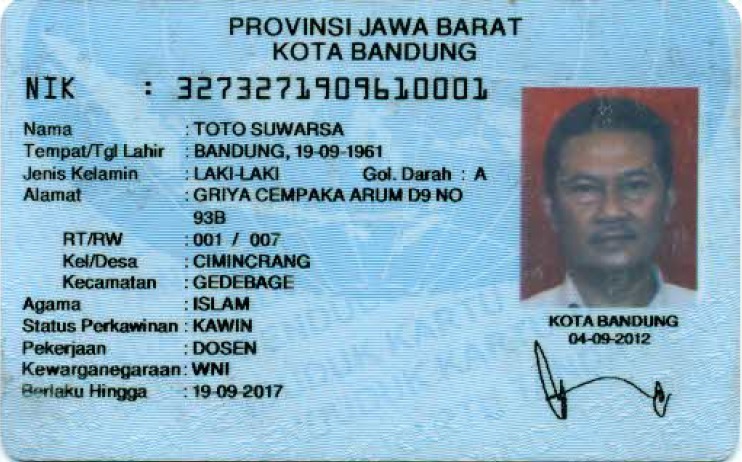 PROVINSI JAWA BARAT
KOTA BANDUNG
NIK : 3273271909610001
Nama : TOTO SUWARSA
Tempat/Tgl Lahir : BANDUNG, 19-09-1961
Jenis Kelamin : LAKI-LAKI Gol. Darah : A
Alamat : GRIYA CEMPAKA ARUM D9 NO
93B
RT/RW : 001 / 007
Kel/Desa : CIMINCRANG
Kecamatan : GEDEBAGE
Agama : ISLAM
Status Perkawinan : KAWIN
Pekerjaan : DOSEN
Kewarganegaraan : WNI
Berlaku Hingga : 19-09-2017
KOTA BANDUNG
04-09-2012